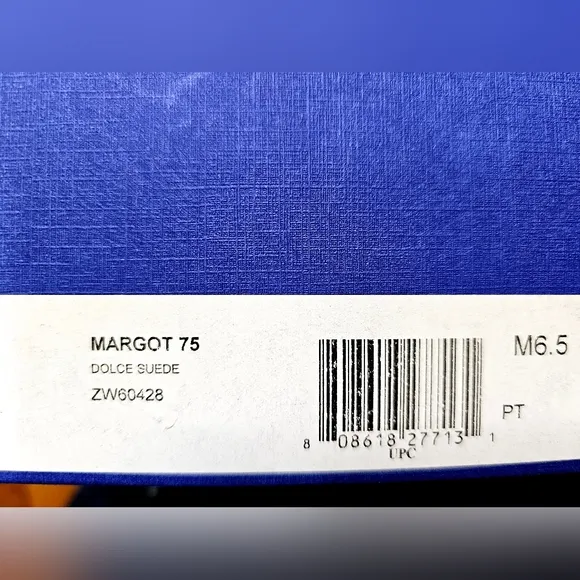 MARGOT 75
DOLCE SUEDE
ZW60428
M6.5
PT
8 08618 27713 1
UPC